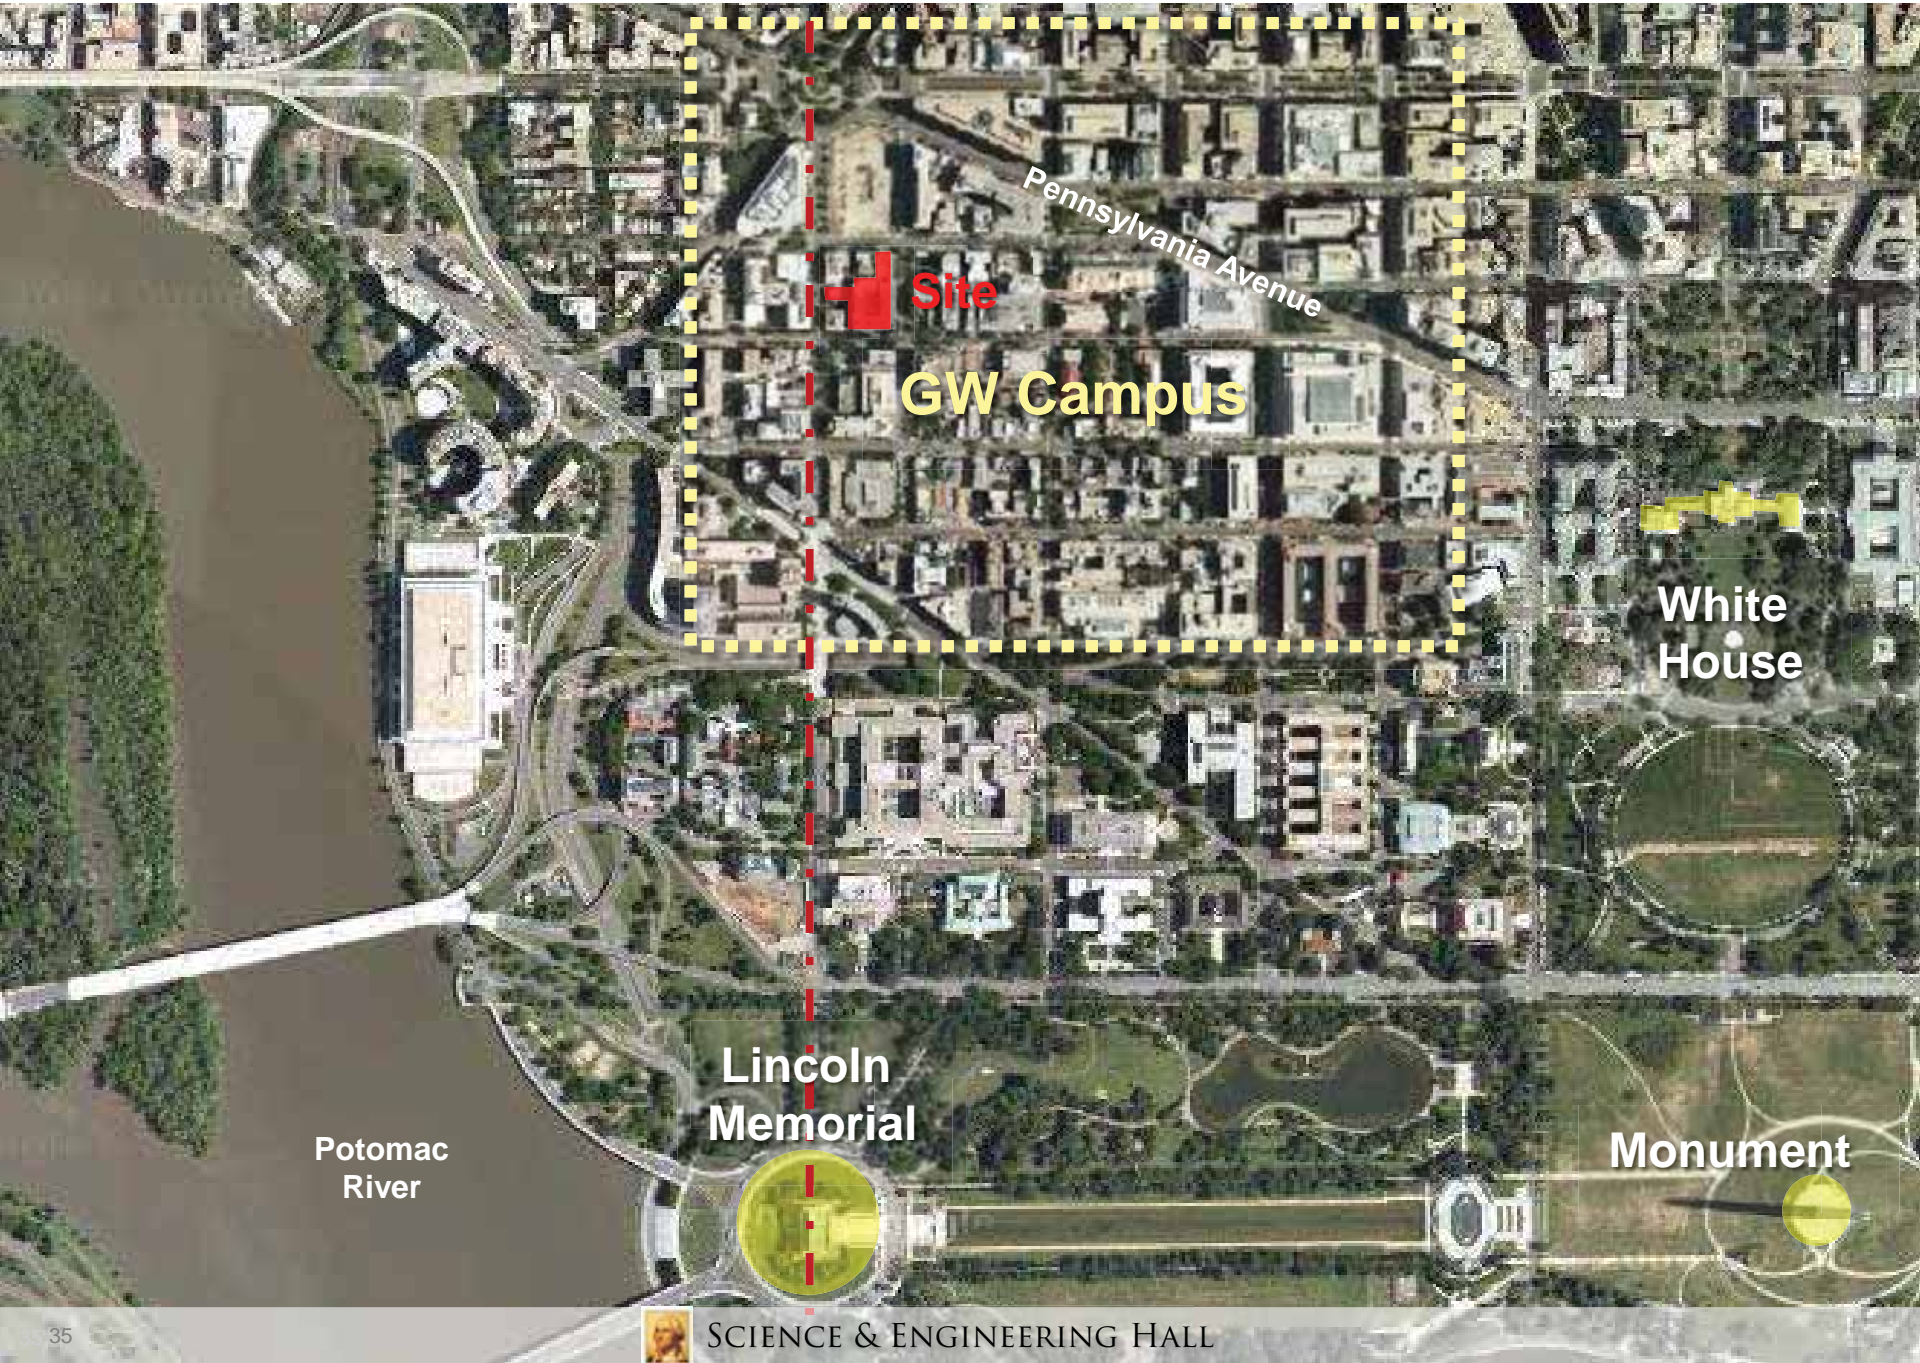 Pennsylvania Avenue
Site
GW Campus
White
House
Lincoln
Memorial
Potomac
River
Monument
35
SCIENCE & ENGINEERING HALL